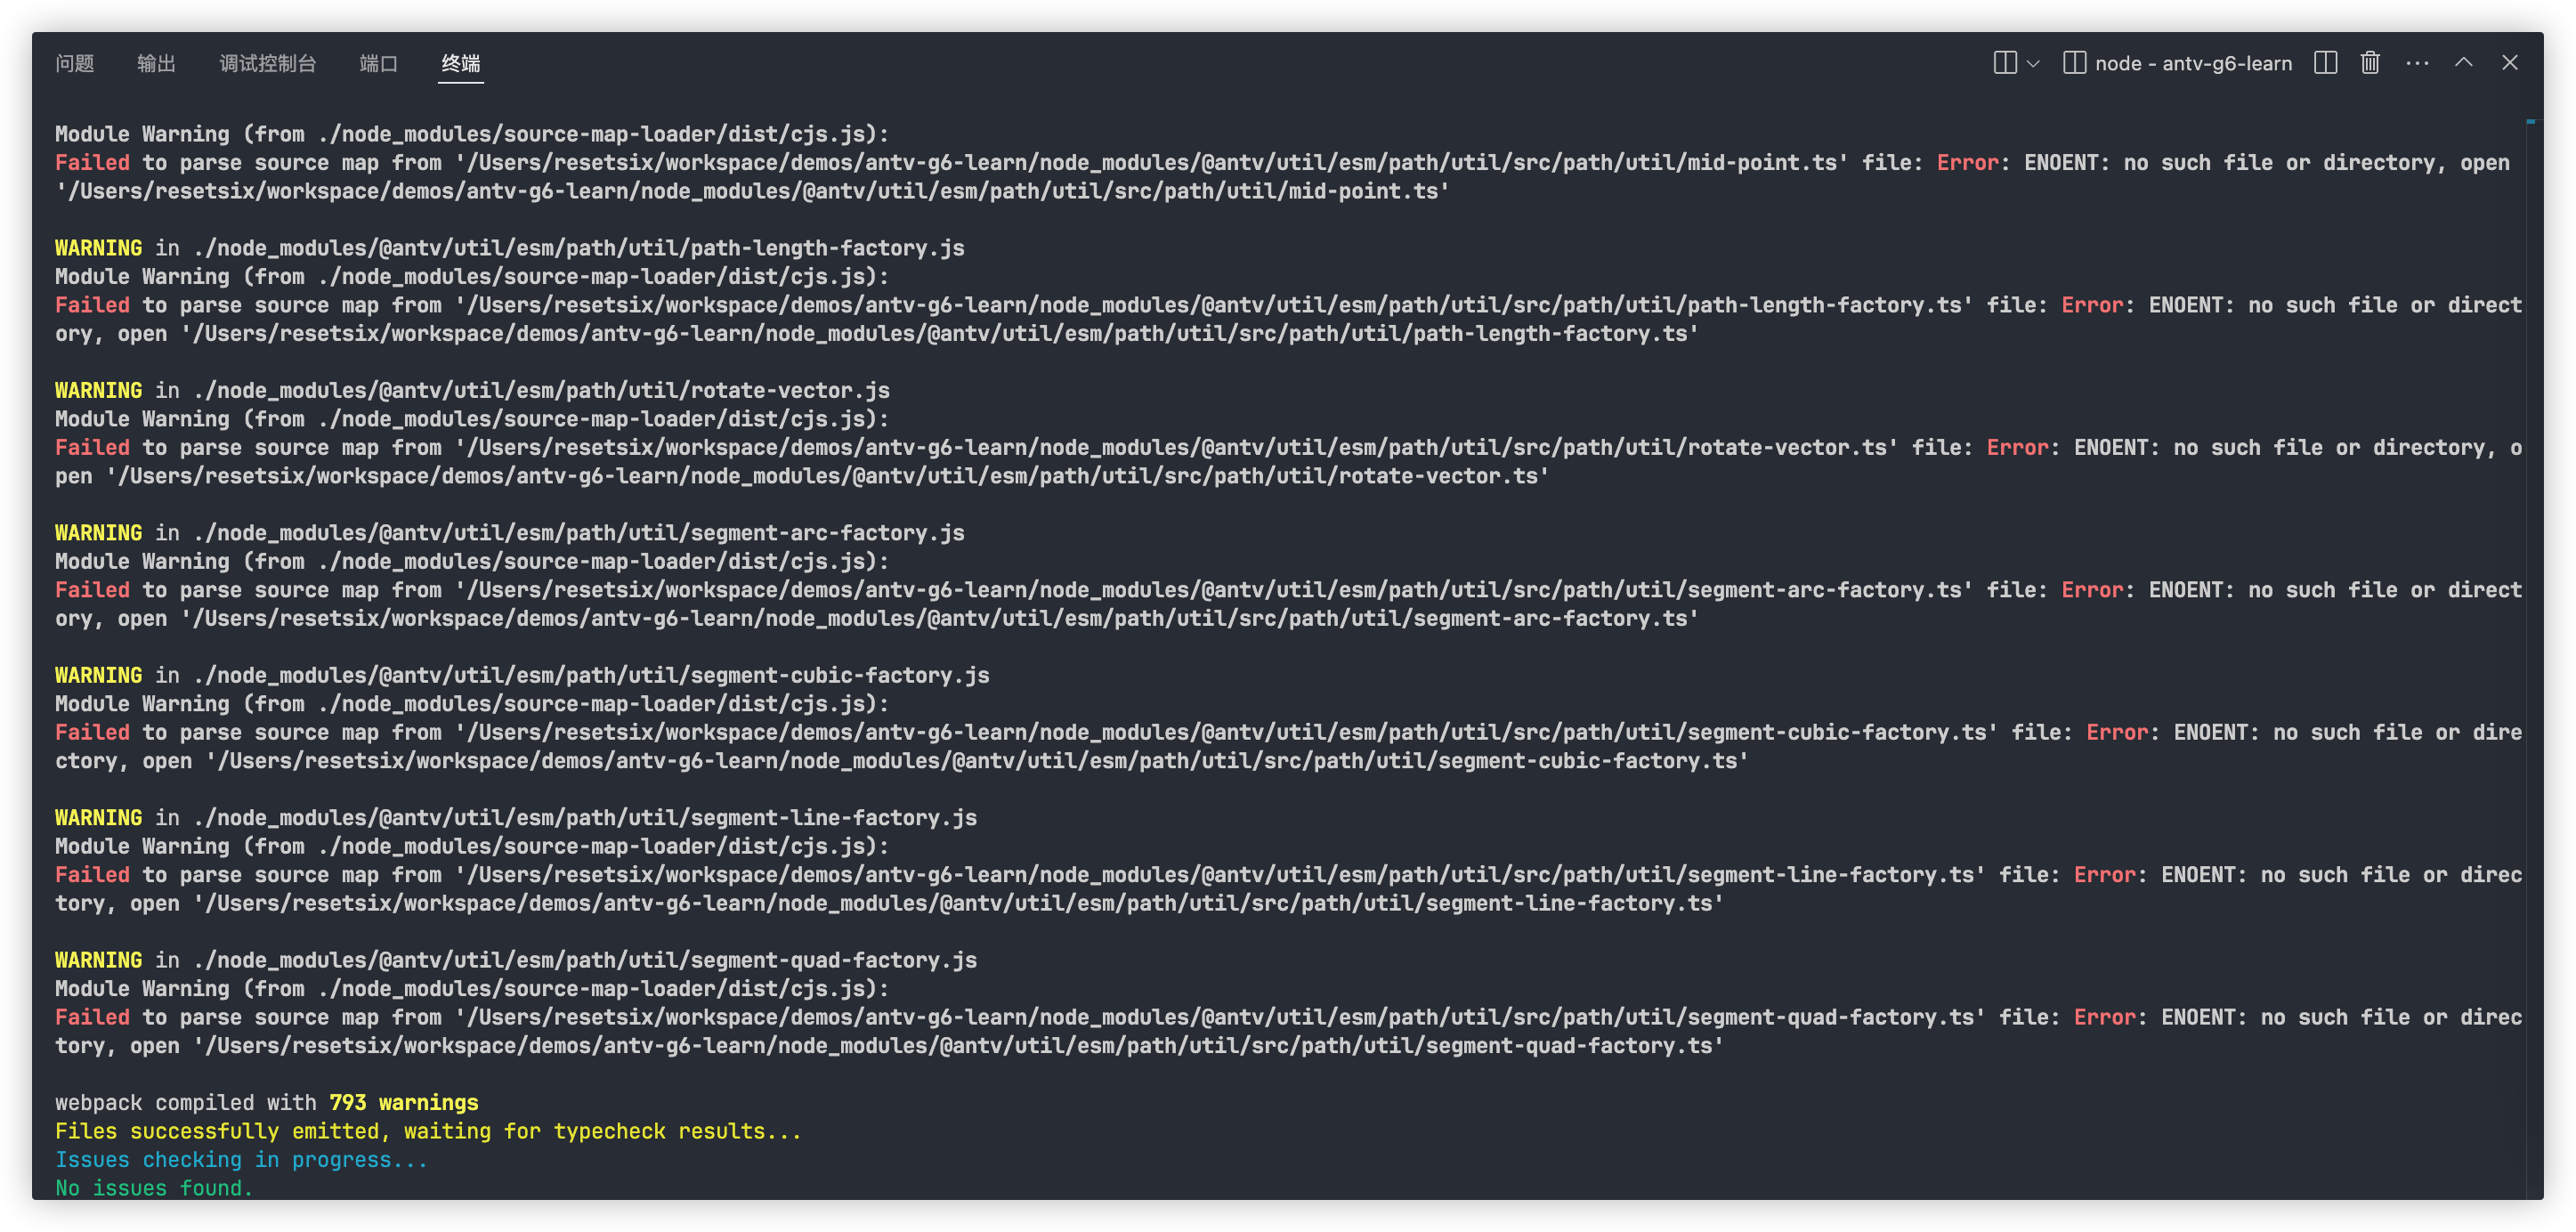 问题 输出 调试控制台 端口 终端 node - antv-g6-learn
Module Warning (from ./node_modules/source-map-loader/dist/cjs.js):
Failed to parse source map from '/Users/resetsix/workspace/demos/antv-g6-learn/node_modules/@antv/util/esm/path/util/src/path/util/mid-point.ts' file: Error: ENOENT: no such file or directory, open
'/Users/resetsix/workspace/demos/antv-g6-learn/node_modules/@antv/util/esm/path/util/src/path/util/mid-point.ts'
WARNING in ./node_modules/@antv/util/esm/path/util/path-length-factory.js
Module Warning (from ./node_modules/source-map-loader/dist/cjs.js):
Failed to parse source map from '/Users/resetsix/workspace/demos/antv-g6-learn/node_modules/@antv/util/esm/path/util/src/path/util/path-length-factory.ts' file: Error: ENOENT: no such file or direct
ory, open '/Users/resetsix/workspace/demos/antv-g6-learn/node_modules/@antv/util/esm/path/util/src/path/util/path-length-factory.ts'
WARNING in ./node_modules/@antv/util/esm/path/util/rotate-vector.js
Module Warning (from ./node_modules/source-map-loader/dist/cjs.js):
Failed to parse source map from '/Users/resetsix/workspace/demos/antv-g6-learn/node_modules/@antv/util/esm/path/util/src/path/util/rotate-vector.ts' file: Error: ENOENT: no such file or directory, o
pen '/Users/resetsix/workspace/demos/antv-g6-learn/node_modules/@antv/util/esm/path/util/src/path/util/rotate-vector.ts'
WARNING in ./node_modules/@antv/util/esm/path/util/segment-arc-factory.js
Module Warning (from ./node_modules/source-map-loader/dist/cjs.js):
Failed to parse source map from '/Users/resetsix/workspace/demos/antv-g6-learn/node_modules/@antv/util/esm/path/util/src/path/util/segment-arc-factory.ts' file: Error: ENOENT: no such file or direct
ory, open '/Users/resetsix/workspace/demos/antv-g6-learn/node_modules/@antv/util/esm/path/util/src/path/util/segment-arc-factory.ts'
WARNING in ./node_modules/@antv/util/esm/path/util/segment-cubic-factory.js
Module Warning (from ./node_modules/source-map-loader/dist/cjs.js):
Failed to parse source map from '/Users/resetsix/workspace/demos/antv-g6-learn/node_modules/@antv/util/esm/path/util/src/path/util/segment-cubic-factory.ts' file: Error: ENOENT: no such file or dire
ctory, open '/Users/resetsix/workspace/demos/antv-g6-learn/node_modules/@antv/util/esm/path/util/src/path/util/segment-cubic-factory.ts'
WARNING in ./node_modules/@antv/util/esm/path/util/segment-line-factory.js
Module Warning (from ./node_modules/source-map-loader/dist/cjs.js):
Failed to parse source map from '/Users/resetsix/workspace/demos/antv-g6-learn/node_modules/@antv/util/esm/path/util/src/path/util/segment-line-factory.ts' file: Error: ENOENT: no such file or direc
tory, open '/Users/resetsix/workspace/demos/antv-g6-learn/node_modules/@antv/util/esm/path/util/src/path/util/segment-line-factory.ts'
WARNING in ./node_modules/@antv/util/esm/path/util/segment-quad-factory.js
Module Warning (from ./node_modules/source-map-loader/dist/cjs.js):
Failed to parse source map from '/Users/resetsix/workspace/demos/antv-g6-learn/node_modules/@antv/util/esm/path/util/src/path/util/segment-quad-factory.ts' file: Error: ENOENT: no such file or direc
tory, open '/Users/resetsix/workspace/demos/antv-g6-learn/node_modules/@antv/util/esm/path/util/src/path/util/segment-quad-factory.ts'
webpack compiled with 793 warnings
Files successfully emitted, waiting for typecheck results...
Issues checking in progress...
No issues found.